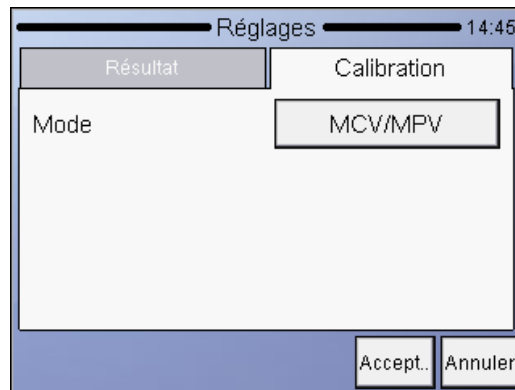 Réglages 14:45
Résultat Calibration
Mode MCV/MPV
Accept.. Annuler